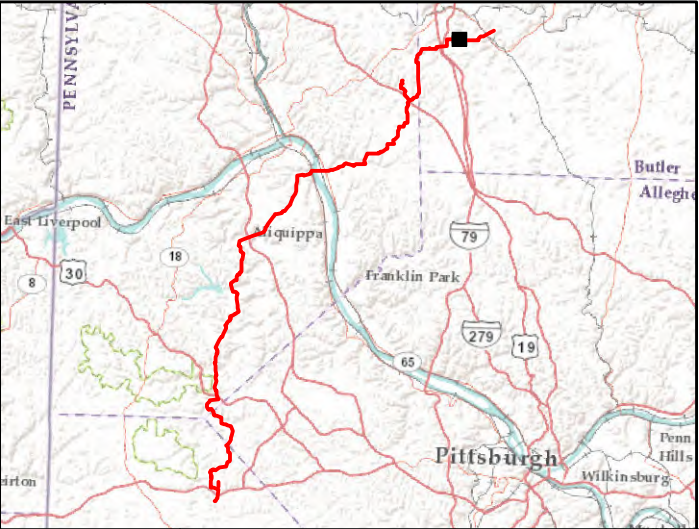 PENNSYLVA
Butler
Alleghe
East Liverpool
Aliquippa
79
18
30
8
Franklin Park
279
19
65
Penn
Hills
Pittsburgh
Wilkinsburg
eirton